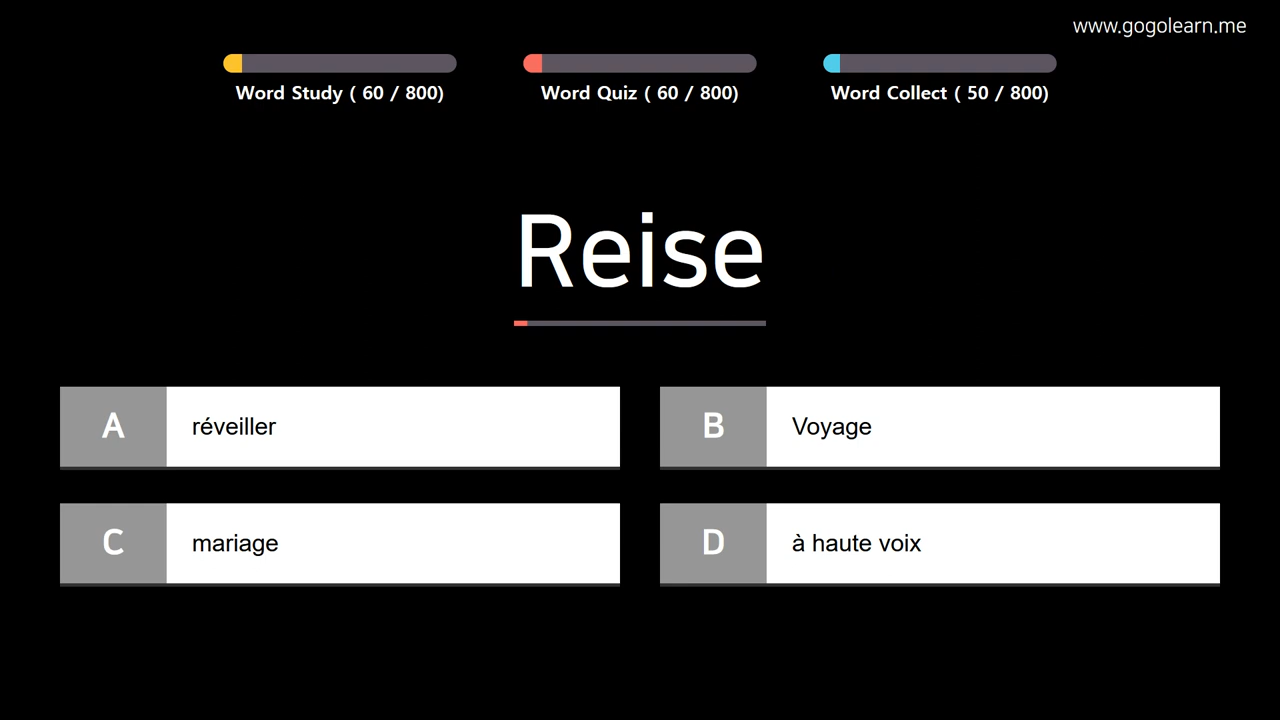 www.gogolearn.me
Word Study ( 60 / 800)
Word Quiz ( 60 / 800)
Word Collect ( 50 / 800)
Reise
A
réveiller
B
Voyage
C
mariage
D
à haute voix